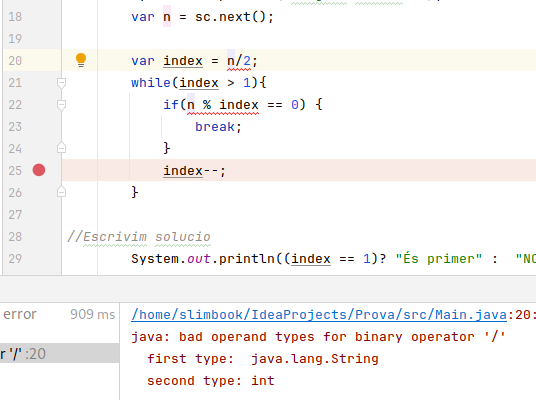 18 var n = sc.next();
19
20 var index = n/2;
21 while(index > 1){
22 if(n % index == 0) {
23 break;
24 }
25 index--;
26 }
27
28 //Escrivim solucio
29 System.out.println((index == 1)? "És primer" : "NO
error 909 ms
/home/slimbook/IdeaProjects/Prova/src/Main.java:20:
java: bad operand types for binary operator '/'
r '/' :20
first type: java.lang.String
second type: int